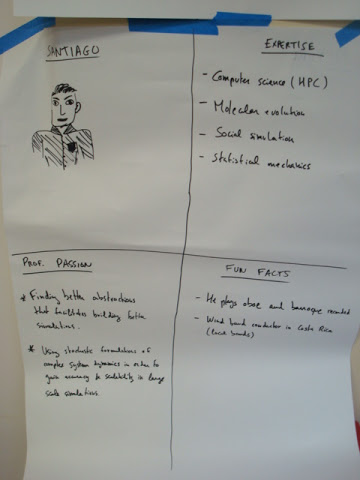 SANTIAGO
EXPERTISE
- Computer science (HPC)
- Molecular evolution
- Social simulation
- Statistical mechanics
PROF. PASSION
* Finding better abstractions
that facilitates building better
simulations.
* Using stochastic formulations of
complex system dynamics in order to
gain accuracy & scalability in large
scale simulations
FUN FACTS
- He plays oboe and baroque recorder
- Wind band conductor in Costa Rica
(local bands)